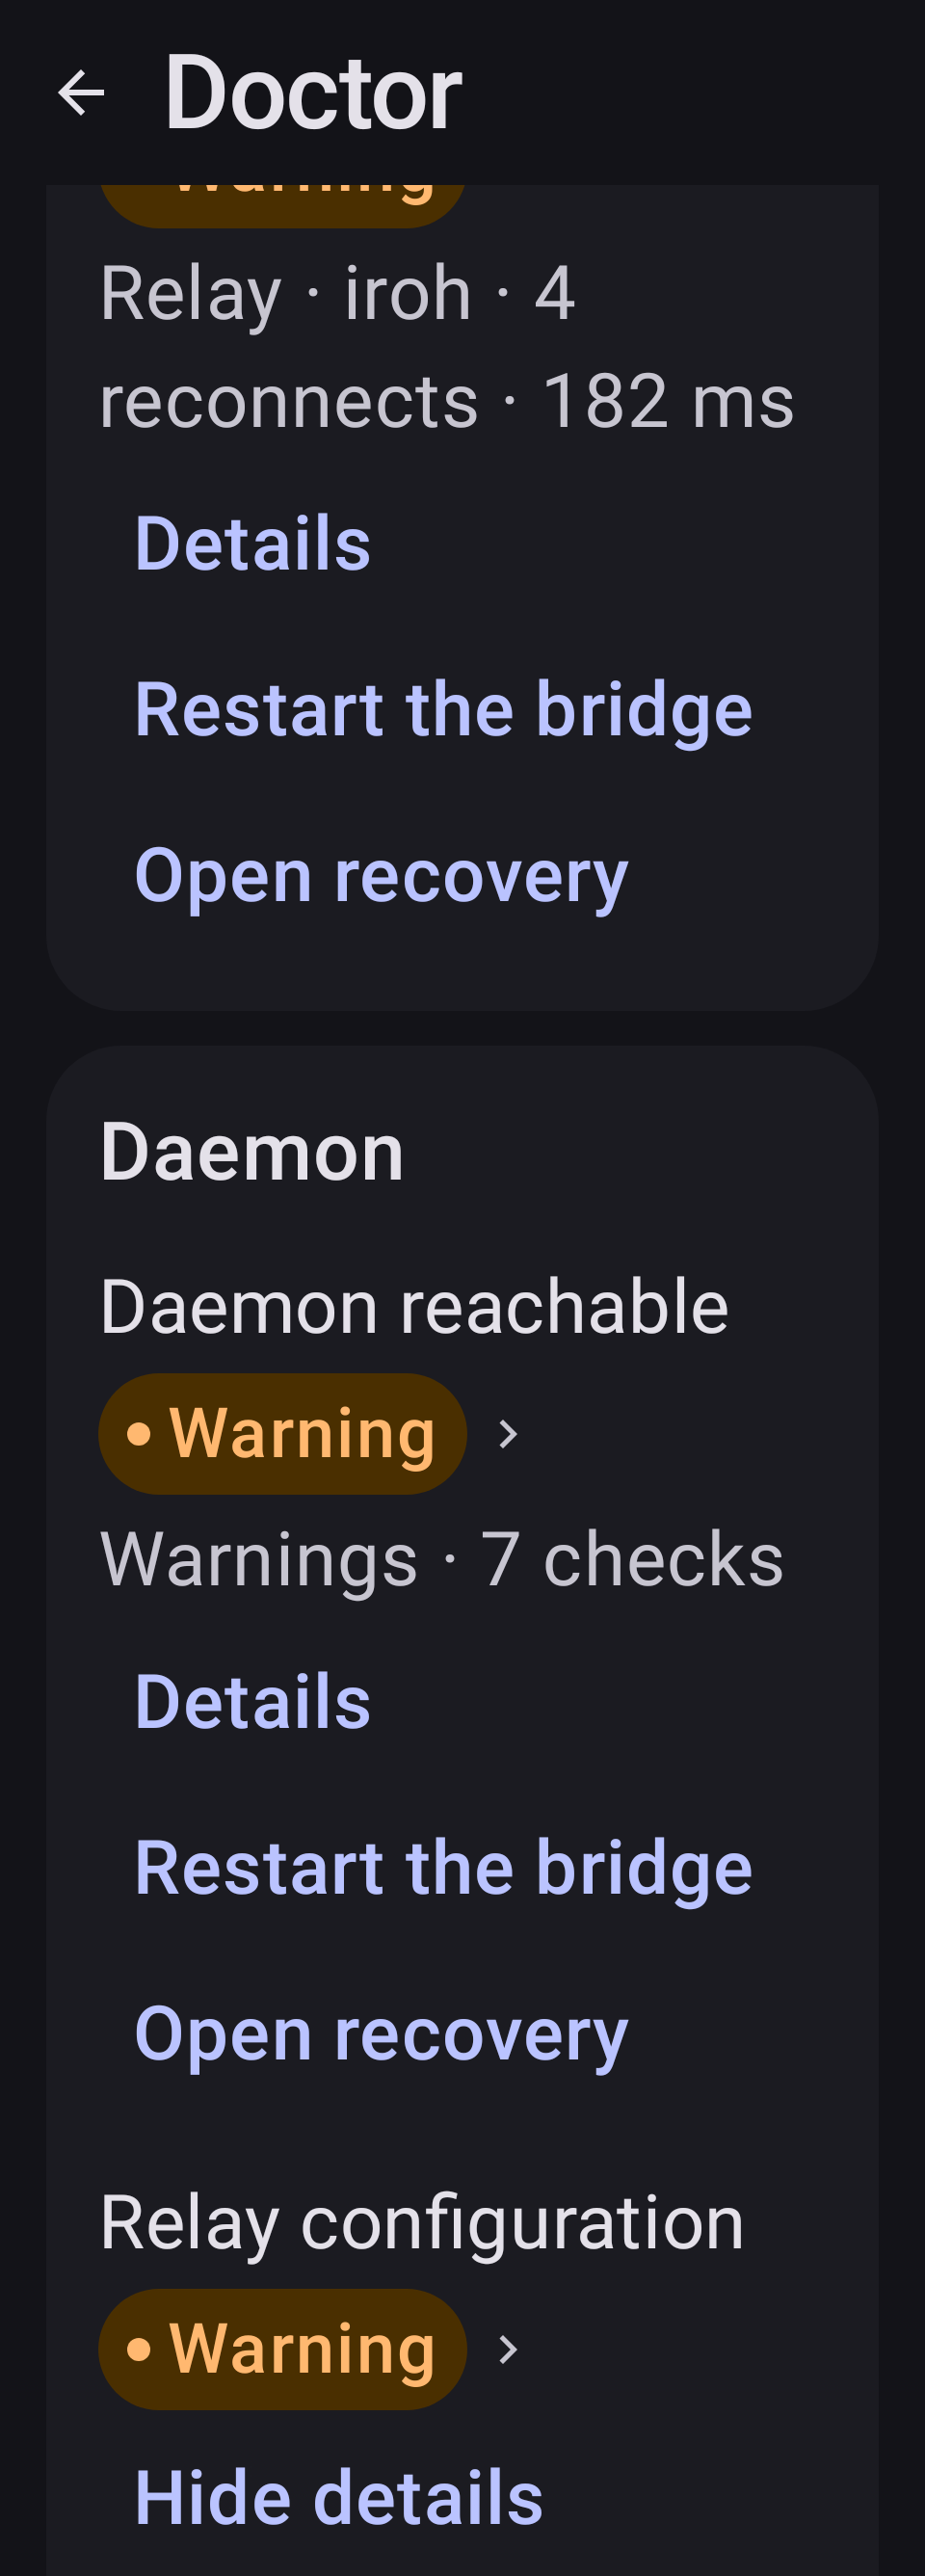 Doctor
Warning
Relay · iroh · 4
reconnects · 182 ms
Details
Restart the bridge
Open recovery
Daemon
Daemon reachable
Warning
Warnings · 7 checks
Details
Restart the bridge
Open recovery
Relay configuration
Warning
Hide details